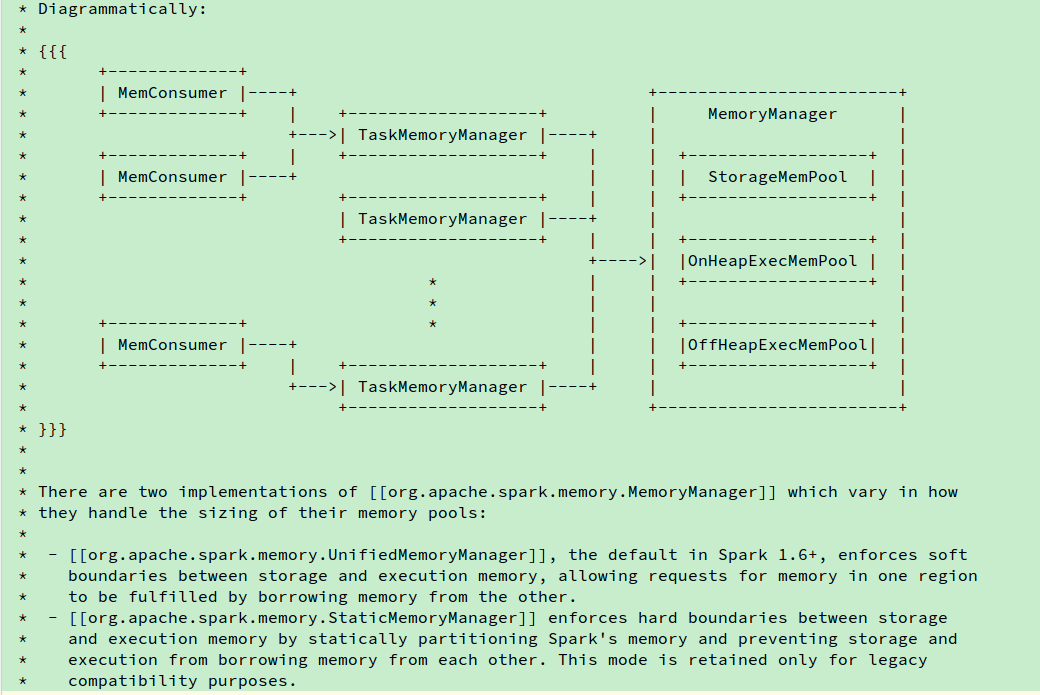 * Diagrammatically:
*
* {{{
*       +-------------+
*       | MemConsumer |----+                                   +------------------------+
*       +-------------+    |    +-------------------+          |     MemoryManager      |
*                          +--->| TaskMemoryManager |----+     |                        |
*       +-------------+    |    +-------------------+    |     |  +------------------+  |
*       | MemConsumer |----+                             |     |  |  StorageMemPool  |  |
*       +-------------+         +-------------------+    |     |  +------------------+  |
*                               | TaskMemoryManager |----+     |                        |
*                               +-------------------+    |     |  +------------------+  |
*                                                        +---->|  |OnHeapExecMemPool |  |
*                                        *               |     |  +------------------+  |
*                                        *               |     |                        |
*       +-------------+                  *               |     |  +------------------+  |
*       | MemConsumer |----+                             |     |  |OffHeapExecMemPool|  |
*       +-------------+    |    +-------------------+    |     |  +------------------+  |
*                          +--->| TaskMemoryManager |----+     |                        |
*                               +-------------------+          +------------------------+
* }}}
*
*
* There are two implementations of [[org.apache.spark.memory.MemoryManager]] which vary in how
* they handle the sizing of their memory pools:
*
*  - [[org.apache.spark.memory.UnifiedMemoryManager]], the default in Spark 1.6+, enforces soft
*    boundaries between storage and execution memory, allowing requests for memory in one region
*    to be fulfilled by borrowing memory from the other.
*  - [[org.apache.spark.memory.StaticMemoryManager]] enforces hard boundaries between storage
*    and execution memory by statically partitioning Spark's memory and preventing storage and
*    execution from borrowing memory from each other. This mode is retained only for legacy
*    compatibility purposes.